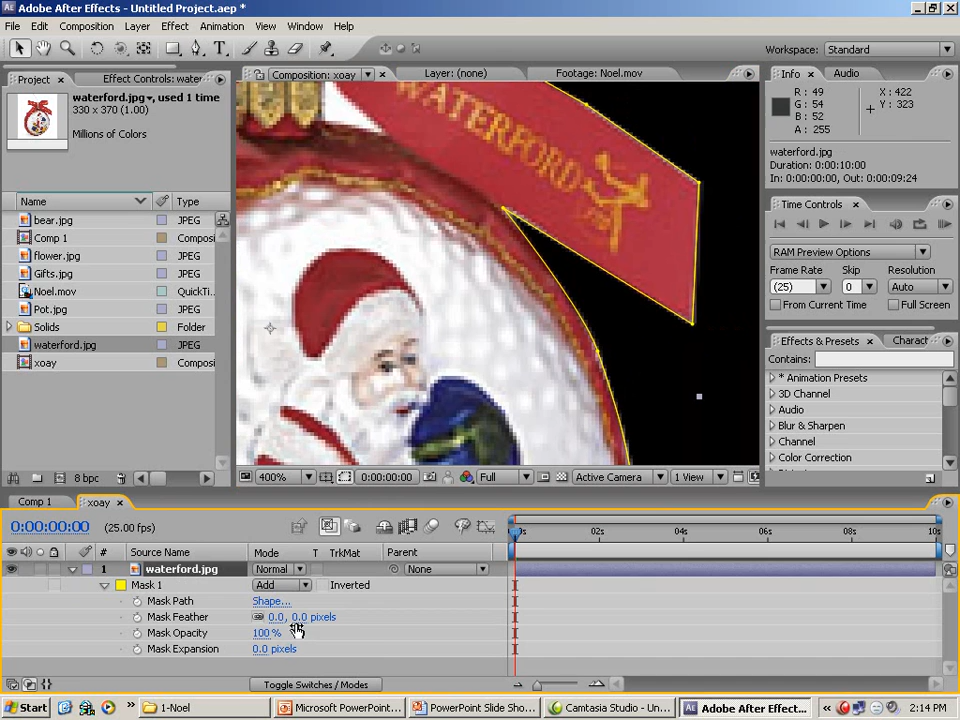 Adobe After Effects - Untitled Project.aep *
File Edit Composition Layer Effect Animation View Window Help
Workspace: Standard
Project Effect Controls: water
waterford.jpg, used 1 time
330 x 370 (1.00)
Millions of Colors
Name Type
bear.jpg JPEG
Comp 1 Composi
flower.jpg JPEG
Gifts.jpg JPEG
Noel.mov QuickTi...
Pot.jpg JPEG
Solids Folder
waterford.jpg JPEG
xoay Composi
8 bpc
Composition: xoay Layer: (none) Footage: Noel.mov
WATERFORD
400% 0:00:00:00 Full Active Camera 1 View
Info Audio
R: 49 X: 422
G: 54 Y: 323
B: 52
A: 255
waterford.jpg
Duration: 0:00:10:00
In: 0:00:00:00, Out: 0:00:09:24
Time Controls
RAM Preview Options
Frame Rate Skip Resolution
(25) 0 Auto
From Current Time Full Screen
Effects & Presets Charact
Contains:
* Animation Presets
3D Channel
Audio
Blur & Sharpen
Channel
Color Correction
Comp 1 xoay
0:00:00:00 (25.00 fps)
# Source Name Mode T TrkMat Parent
1 waterford.jpg Normal None
Mask 1 Add Inverted
Mask Path Shape...
Mask Feather 0.0, 0.0 pixels
Mask Opacity 100 %
Mask Expansion 0.0 pixels
02s 04s 06s 08s 10s
Toggle Switches / Modes
Start 1-Noel Microsoft PowerPoint... PowerPoint Slide Sho... Camtasia Studio - Un... Adobe After Effect... 2:14 PM